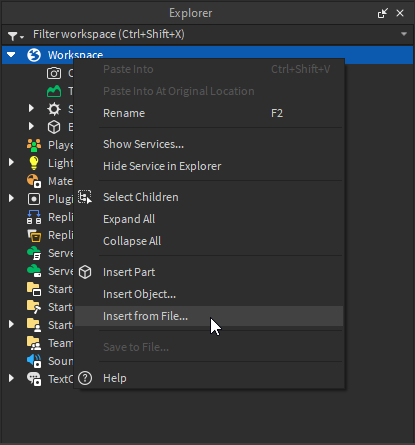 Explorer
Filter workspace (Ctrl+Shift+X)
Workspace
C
Paste Into Ctrl+Shift+V
T
Paste Into At Original Location
S
Rename F2
B
Playe
Show Services...
Light
Hide Service in Explorer
Mate
Plugi
Select Children
Repli
Expand All
Repli
Collapse All
Serve
Serve
Insert Part
Starte
Insert Object...
Starte
Insert from File...
Starte
Team
Save to File...
Soun
TextC
Help